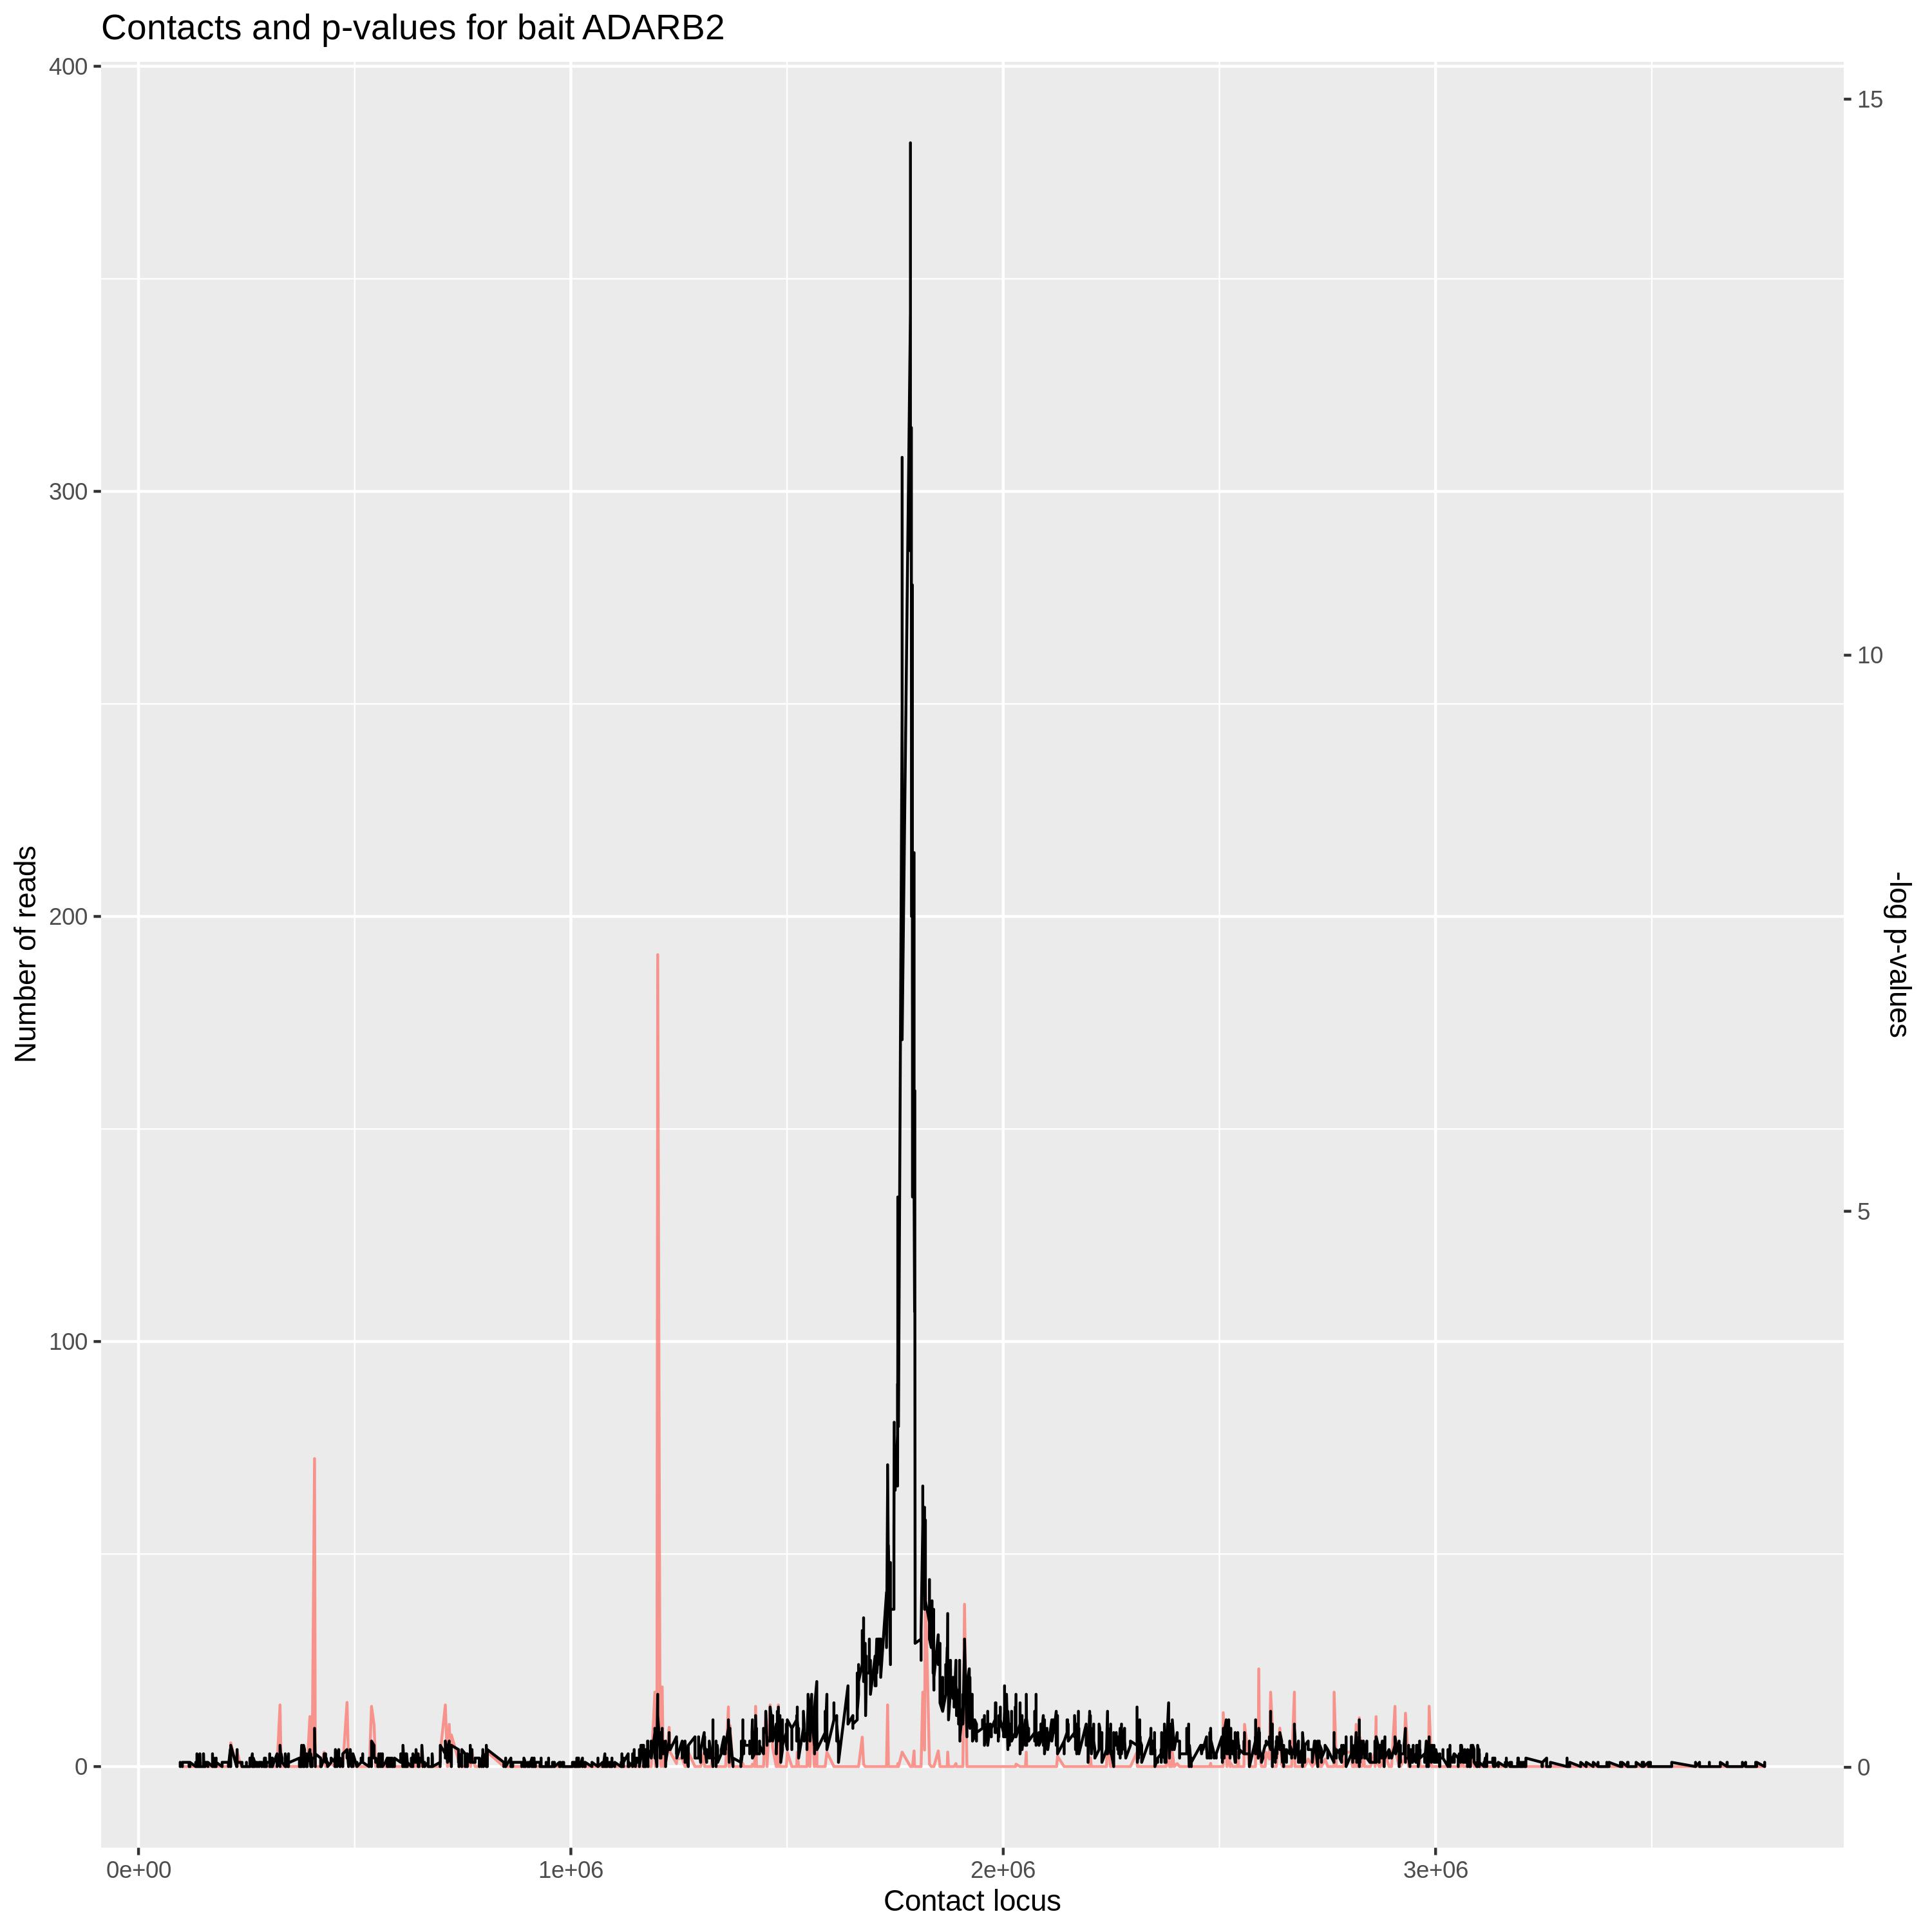 Contacts and p-values for bait ADARB2
400
300
200
100
0
15
10
5
0
Number of reads
-log p-values
0e+00
1e+06
2e+06
3e+06
Contact locus